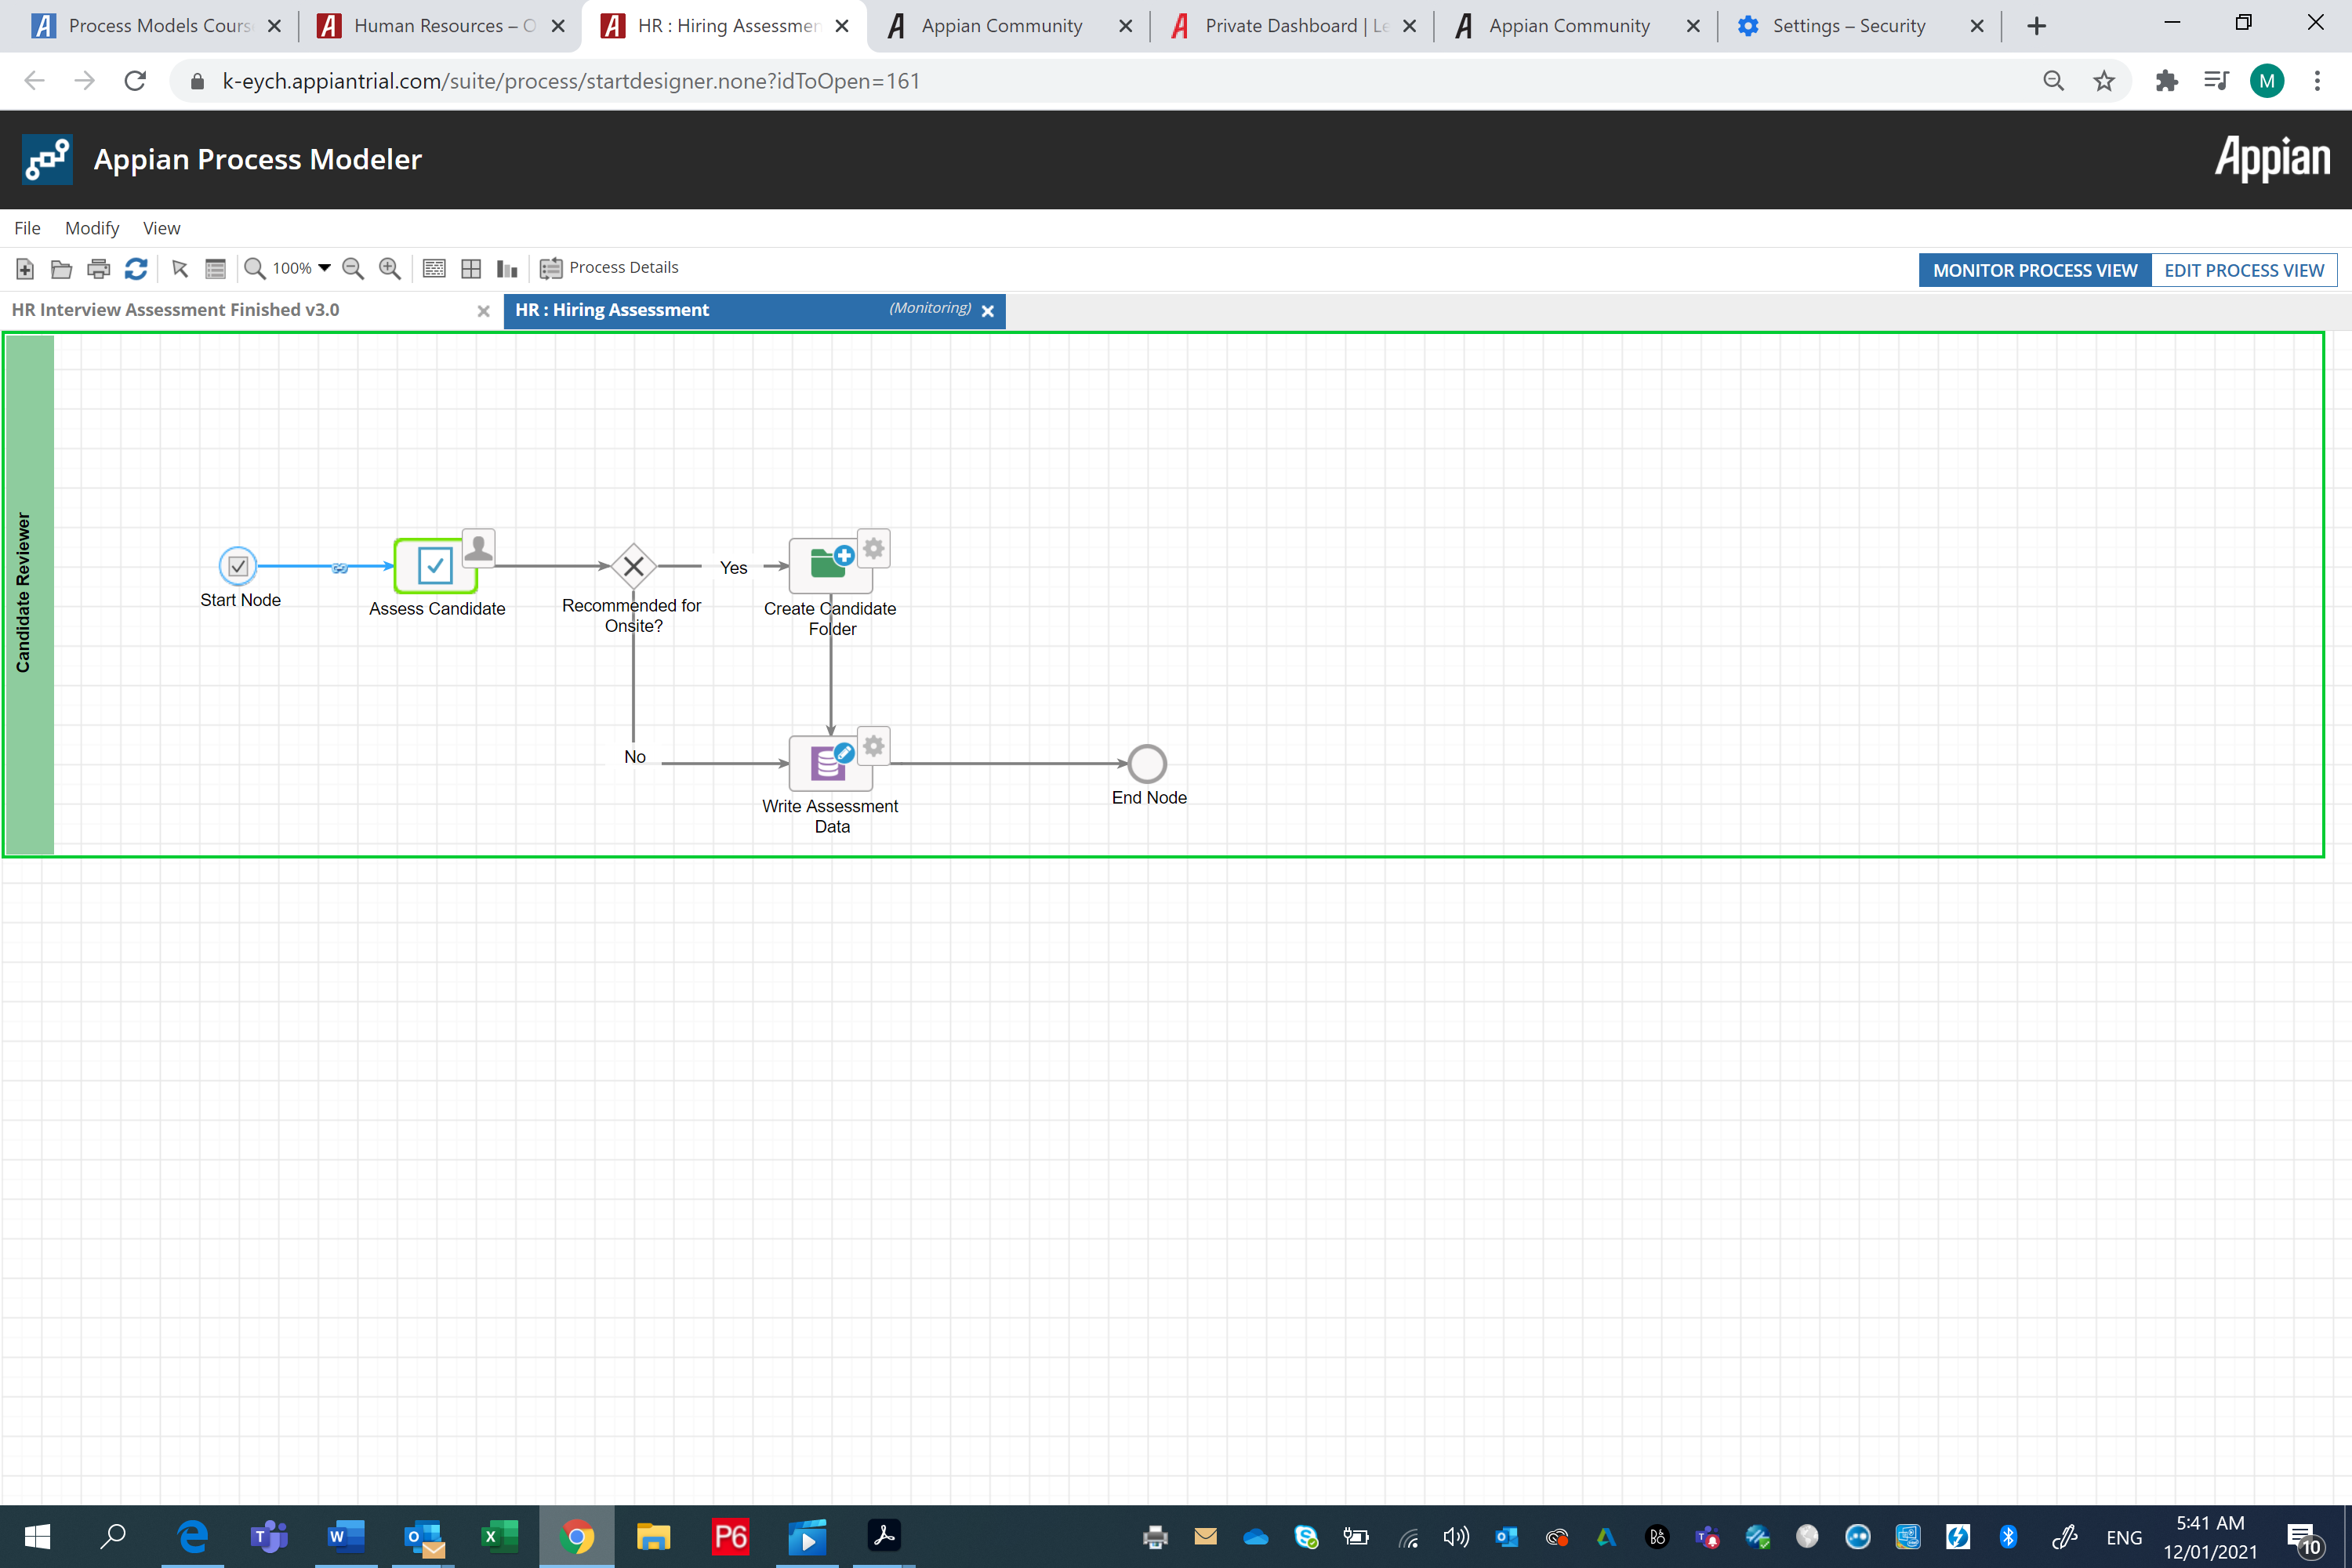 Process Models Cours
Human Resources – O
HR : Hiring Assessmen
Appian Community
Private Dashboard | Le
Appian Community
Settings – Security
k-eych.appiantrial.com/suite/process/startdesigner.none?idToOpen=161
M
Appian Process Modeler
Appian
File Modify View
100%
Process Details
MONITOR PROCESS VIEW
EDIT PROCESS VIEW
HR Interview Assessment Finished v3.0
HR : Hiring Assessment
(Monitoring)
Candidate Reviewer
Start Node
Assess Candidate
Recommended for
Onsite?
Yes
Create Candidate
Folder
No
Write Assessment
Data
End Node
P6
ENG
5:41 AM
12/01/2021
10